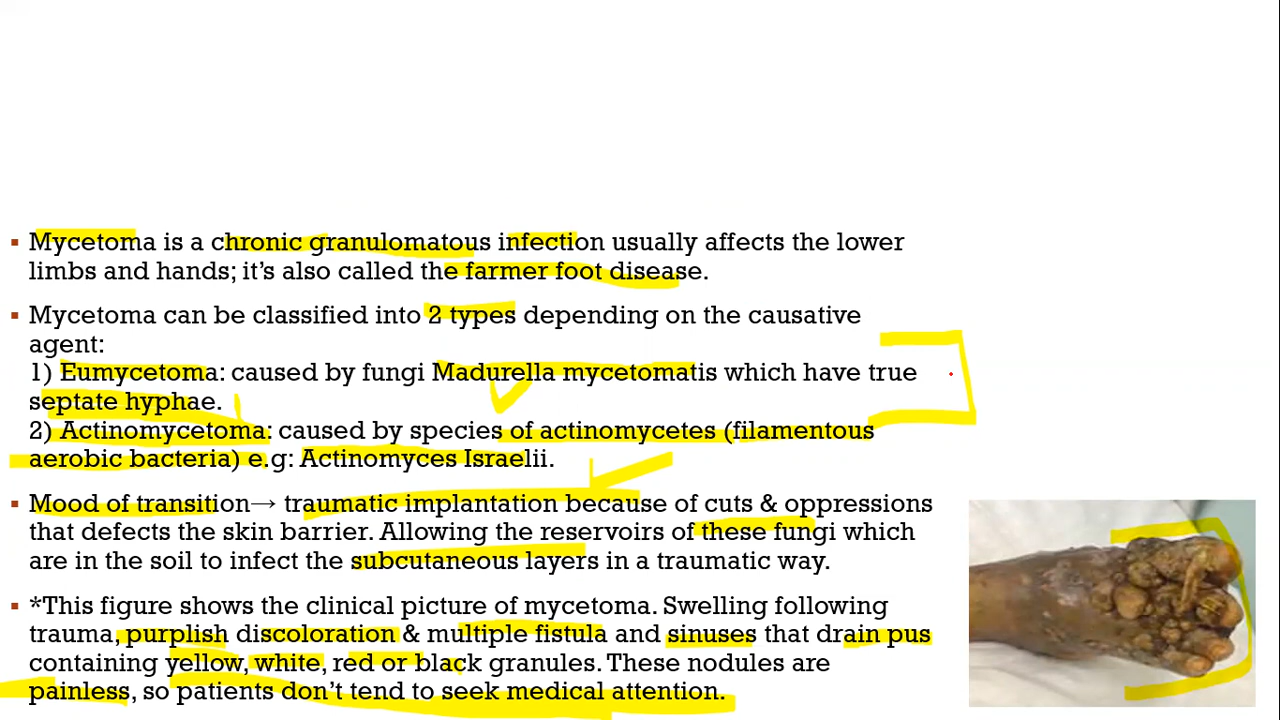 ▪ Mycetoma is a chronic granulomatous infection usually affects the lower
limbs and hands; it's also called the farmer foot disease.
▪ Mycetoma can be classified into 2 types depending on the causative
agent:
1) Eumycetoma: caused by fungi Madurella mycetomatis which have true
septate hyphae.
2) Actinomycetoma: caused by species of actinomycetes (filamentous
aerobic bacteria) e.g: Actinomyces Israelii.
▪ Mood of transition→ traumatic implantation because of cuts & oppressions
that defects the skin barrier. Allowing the reservoirs of these fungi which
are in the soil to infect the subcutaneous layers in a traumatic way.
▪ *This figure shows the clinical picture of mycetoma. Swelling following
trauma, purplish discoloration & multiple fistula and sinuses that drain pus
containing yellow, white, red or black granules. These nodules are
painless, so patients don't tend to seek medical attention.